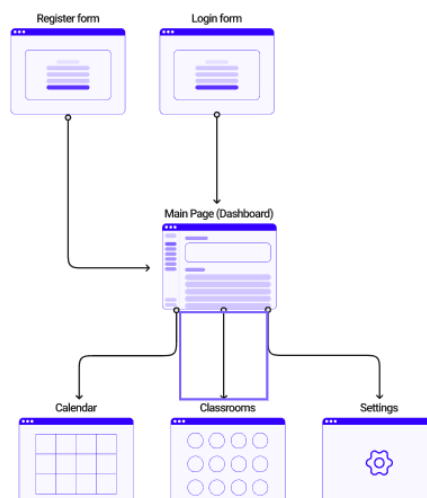 Register form
Login form
Main Page (Dashboard)
Calendar
Classrooms
Settings